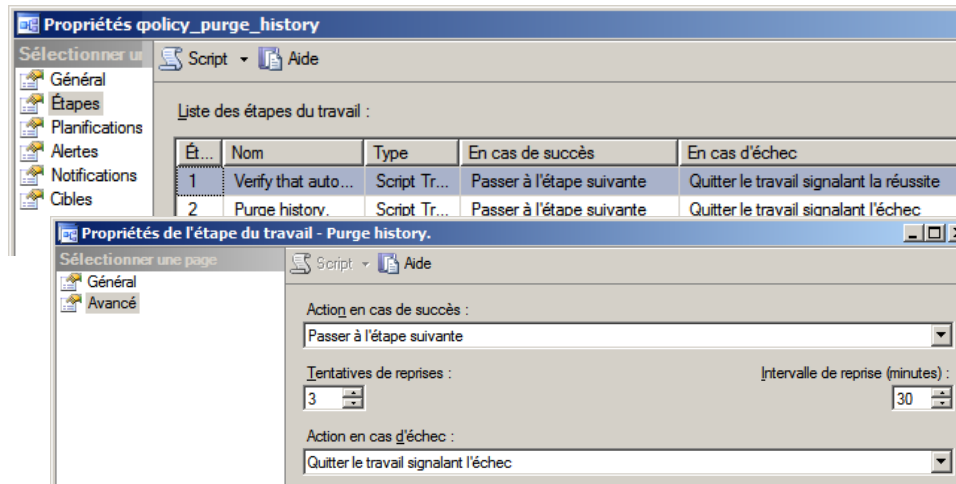 Propriétés φpolicy_purge_history
Sélectionner u
Script Aide
Général
Étapes
Planifications
Alertes
Notifications
Cibles
Liste des étapes du travail :
Ét... Nom Type En cas de succès En cas d'échec
1 Verify that auto... Script Tr... Passer à l'étape suivante Quitter le travail signalant la réussite
2 Purge history. Script Tr... Passer à l'étape suivante Quitter le travail signalant l'échec
Propriétés de l'étape du travail - Purge history.
Sélectionner une page
Script Aide
Général
Avancé
Action en cas de succès :
Passer à l'étape suivante
Tentatives de reprises : Intervalle de reprise (minutes) :
3 30
Action en cas d'échec :
Quitter le travail signalant l'échec